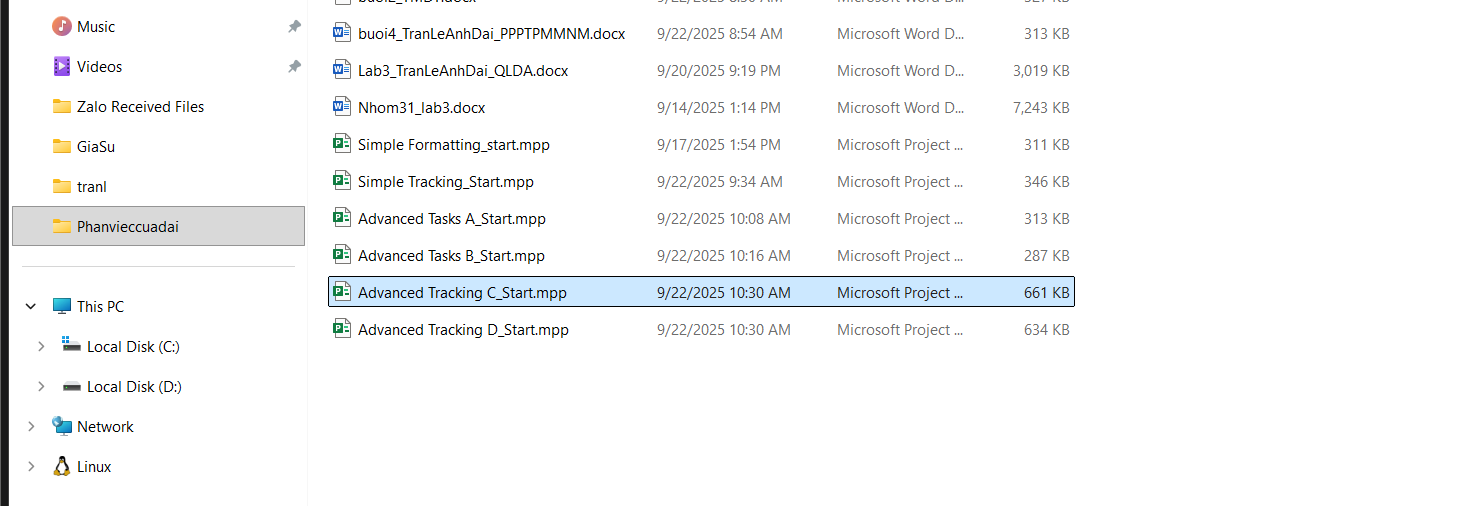 Music
Videos
Zalo Received Files
GiaSu
tranl
Phanvieccuadai
This PC
Local Disk (C:)
Local Disk (D:)
Network
Linux
buoi4_TranLeAnhDai_PPPTPMMNM.docx 9/22/2025 8:54 AM Microsoft Word D... 313 KB
Lab3_TranLeAnhDai_QLDA.docx 9/20/2025 9:19 PM Microsoft Word D... 3,019 KB
Nhom31_lab3.docx 9/14/2025 1:14 PM Microsoft Word D... 7,243 KB
Simple Formatting_start.mpp 9/17/2025 1:54 PM Microsoft Project ... 311 KB
Simple Tracking_Start.mpp 9/22/2025 9:34 AM Microsoft Project ... 346 KB
Advanced Tasks A_Start.mpp 9/22/2025 10:08 AM Microsoft Project ... 313 KB
Advanced Tasks B_Start.mpp 9/22/2025 10:16 AM Microsoft Project ... 287 KB
Advanced Tracking C_Start.mpp 9/22/2025 10:30 AM Microsoft Project ... 661 KB
Advanced Tracking D_Start.mpp 9/22/2025 10:30 AM Microsoft Project ... 634 KB